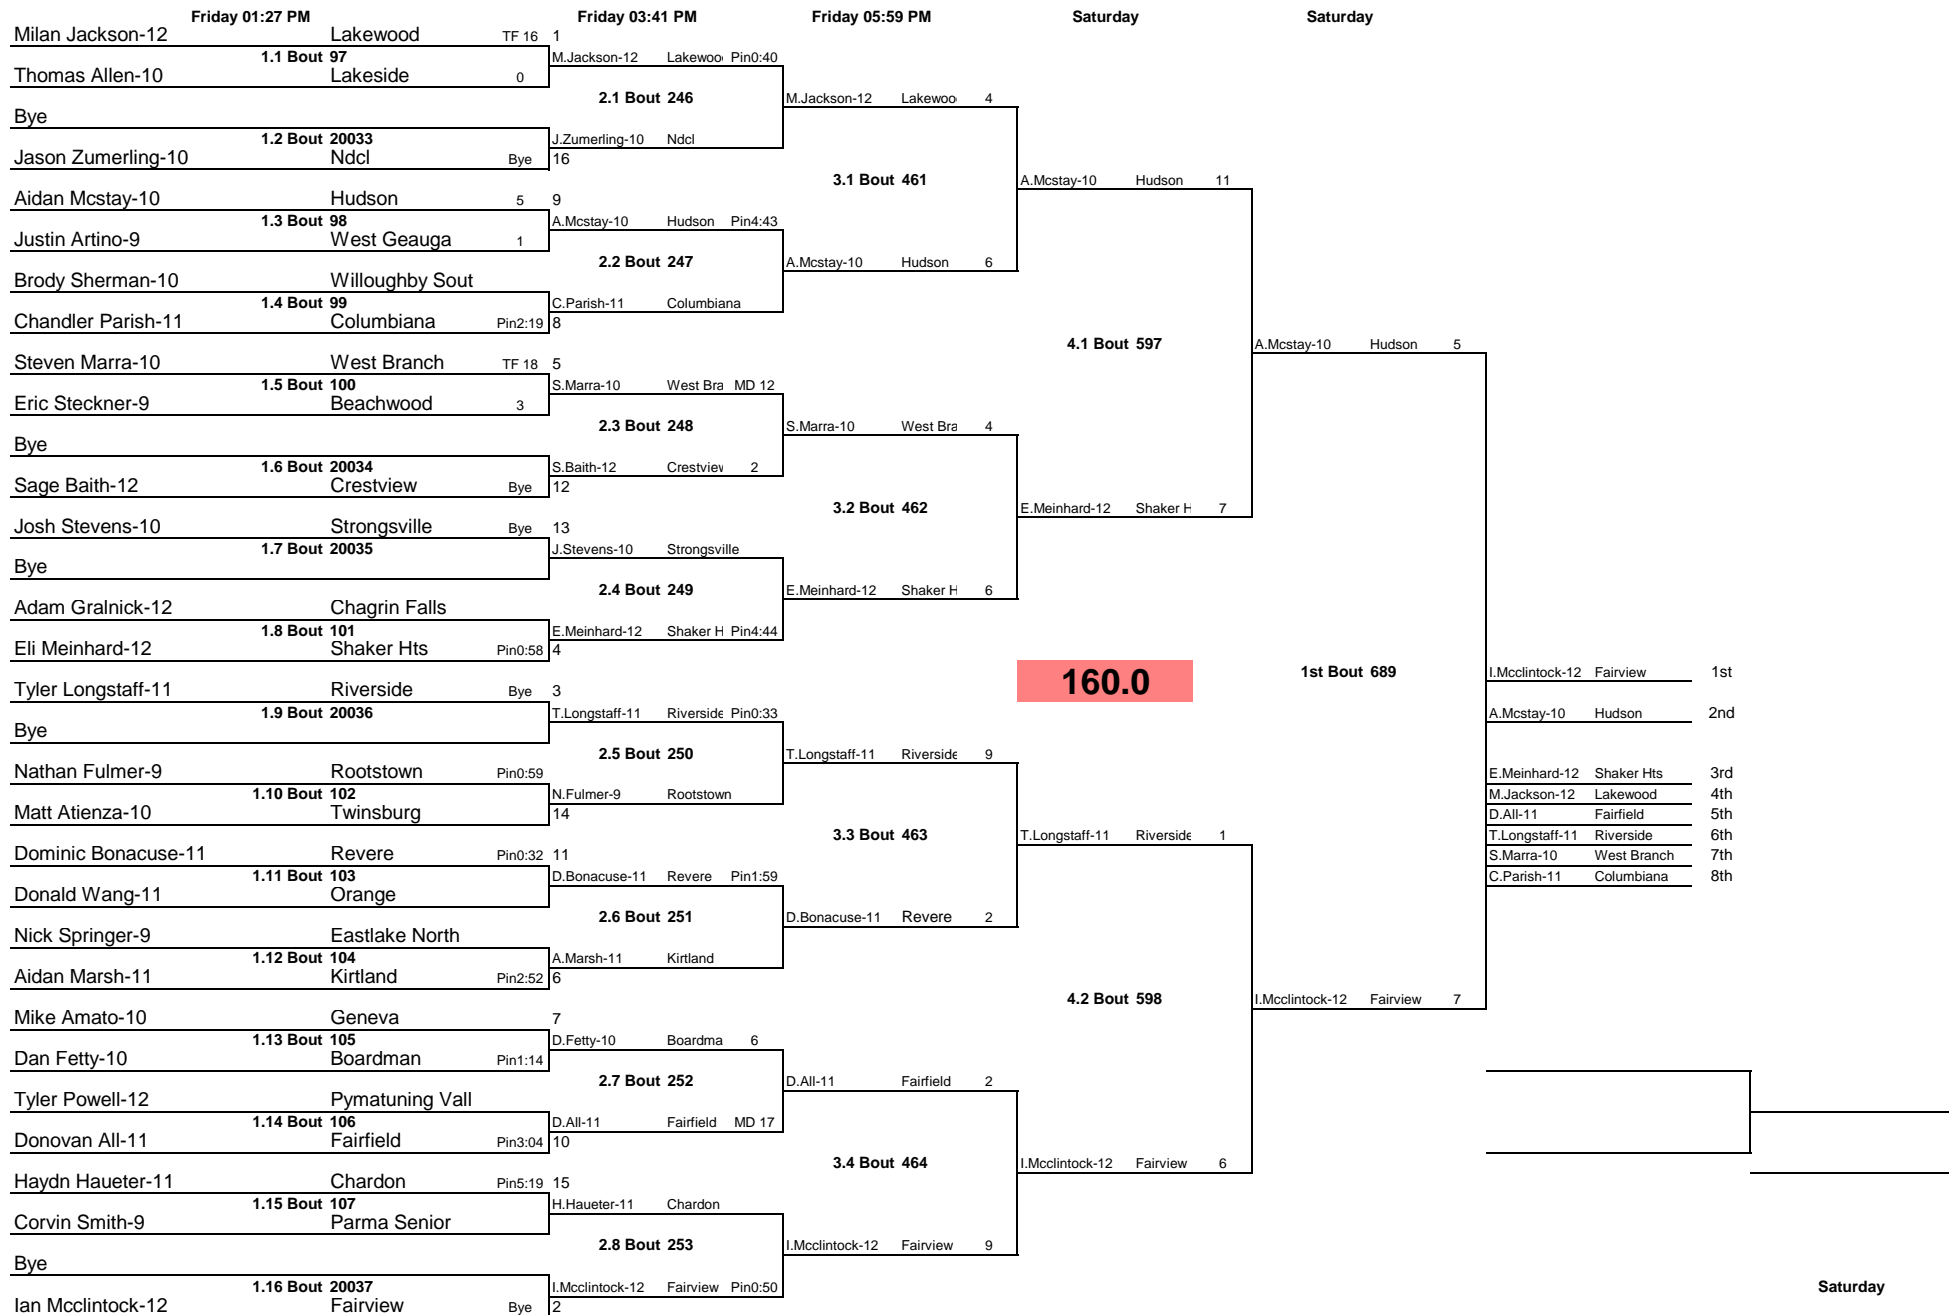 Friday 01:27 PM Friday 03:41 PM Friday 05:59 PM Saturday Saturday
Milan Jackson-12 Lakewood TF 16 1
1.1 Bout 97 M.Jackson-12 Lakewoo Pin0:40
Thomas Allen-10 Lakeside 0
2.1 Bout 246 M.Jackson-12 Lakewoo 4
Bye
1.2 Bout 20033 J.Zumerling-10 Ndcl
Jason Zumerling-10 Ndcl Bye 16
3.1 Bout 461 A.Mcstay-10 Hudson 11
Aidan Mcstay-10 Hudson 5 9
1.3 Bout 98 A.Mcstay-10 Hudson Pin4:43
Justin Artino-9 West Geauga 1
2.2 Bout 247 A.Mcstay-10 Hudson 6
Brody Sherman-10 Willoughby Sout
1.4 Bout 99 C.Parish-11 Columbiana
Chandler Parish-11 Columbiana Pin2:19 8
4.1 Bout 597 A.Mcstay-10 Hudson 5
Steven Marra-10 West Branch TF 18 5
1.5 Bout 100 S.Marra-10 West Bra MD 12
Eric Steckner-9 Beachwood 3
2.3 Bout 248 S.Marra-10 West Bra 4
Bye
1.6 Bout 20034 S.Baith-12 Crestview 2
Sage Baith-12 Crestview Bye 12
3.2 Bout 462 E.Meinhard-12 Shaker H 7
Josh Stevens-10 Strongsville Bye 13
1.7 Bout 20035 J.Stevens-10 Strongsville
Bye
2.4 Bout 249 E.Meinhard-12 Shaker H 6
Adam Gralnick-12 Chagrin Falls
1.8 Bout 101 E.Meinhard-12 Shaker H Pin4:44
Eli Meinhard-12 Shaker Hts Pin0:58 4
160.0 1st Bout 689 I.Mcclintock-12 Fairview 1st
Tyler Longstaff-11 Riverside Bye 3
1.9 Bout 20036 T.Longstaff-11 Riverside Pin0:33 A.Mcstay-10 Hudson 2nd
Bye
2.5 Bout 250 T.Longstaff-11 Riverside 9
Nathan Fulmer-9 Rootstown Pin0:59 E.Meinhard-12 Shaker Hts 3rd
1.10 Bout 102 N.Fulmer-9 Rootstown M.Jackson-12 Lakewood 4th
Matt Atienza-10 Twinsburg 14 D.All-11 Fairfield 5th
3.3 Bout 463 T.Longstaff-11 Riverside 1 T.Longstaff-11 Riverside 6th
Dominic Bonacuse-11 Revere Pin0:32 11 S.Marra-10 West Branch 7th
1.11 Bout 103 D.Bonacuse-11 Revere Pin1:59 C.Parish-11 Columbiana 8th
Donald Wang-11 Orange
2.6 Bout 251 D.Bonacuse-11 Revere 2
Nick Springer-9 Eastlake North
1.12 Bout 104 A.Marsh-11 Kirtland
Aidan Marsh-11 Kirtland Pin2:52 6
4.2 Bout 598 I.Mcclintock-12 Fairview 7
Mike Amato-10 Geneva 7
1.13 Bout 105 D.Fetty-10 Boardma 6
Dan Fetty-10 Boardman Pin1:14
2.7 Bout 252 D.All-11 Fairfield 2
Tyler Powell-12 Pymatuning Vall
1.14 Bout 106 D.All-11 Fairfield MD 17
Donovan All-11 Fairfield Pin3:04 10
3.4 Bout 464 I.Mcclintock-12 Fairview 6
Haydn Haueter-11 Chardon Pin5:19 15
1.15 Bout 107 H.Haueter-11 Chardon
Corvin Smith-9 Parma Senior
2.8 Bout 253 I.Mcclintock-12 Fairview 9
Bye
1.16 Bout 20037 I.Mcclintock-12 Fairview Pin0:50 Saturday
Ian Mcclintock-12 Fairview Bye 2